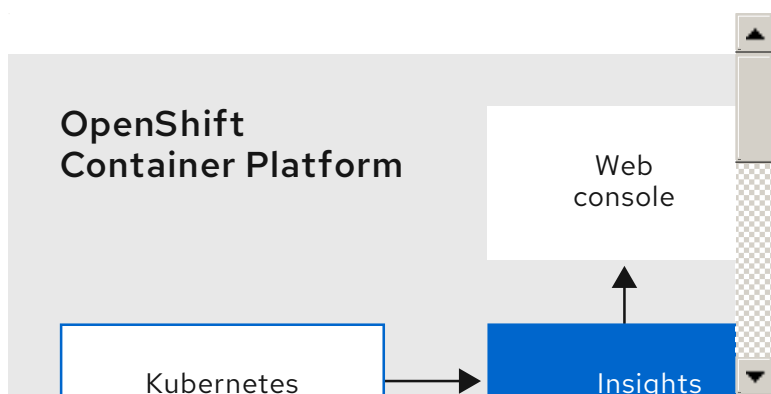 OpenShift
Container Platform
Web
console
Kubernetes
Insights